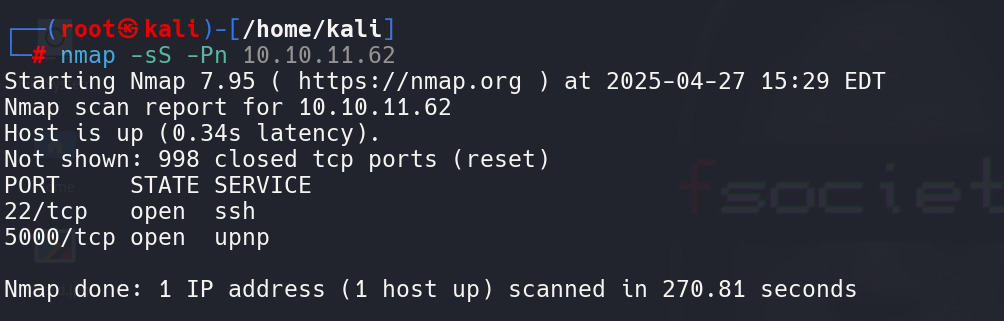 ┌──(root㉿kali)-[/home/kali]
└─# nmap -sS -Pn 10.10.11.62
Starting Nmap 7.95 ( https://nmap.org ) at 2025-04-27 15:29 EDT
Nmap scan report for 10.10.11.62
Host is up (0.34s latency).
Not shown: 998 closed tcp ports (reset)
PORT     STATE SERVICE
22/tcp   open  ssh
5000/tcp open  upnp
Nmap done: 1 IP address (1 host up) scanned in 270.81 seconds
fsociet